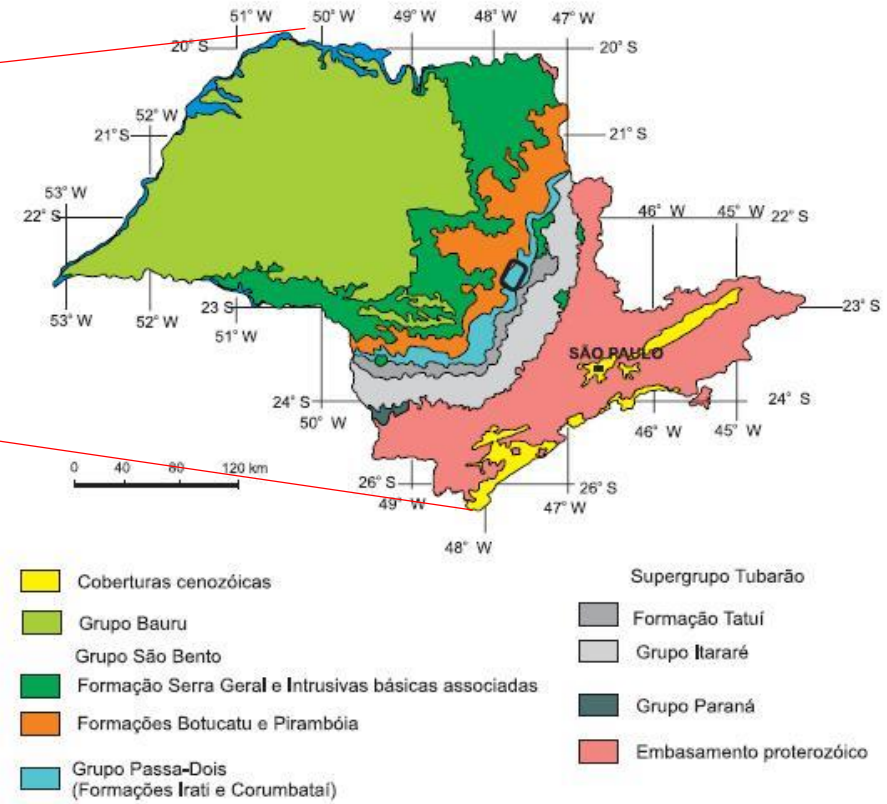 51° W 50° W 49° W 48° W 47° W
20° S 20° S
52° W
21° S 21° S
53° W
22° S 46° W 45° W 22° S
23° S 23° S
53° W 52° W 51° W
SÃO PAULO
24° S 24° S
50° W 46° W 45° W
0 40 80 120 km
26° S 26° S
49° W 47° W
48° W
Coberturas cenozóicas
Grupo Bauru
Grupo São Bento
Formação Serra Geral e Intrusivas básicas associadas
Formações Botucatu e Pirambóia
Grupo Passa-Dois
(Formações Irati e Corumbataí)
Supergrupo Tubarão
Formação Tatuí
Grupo Itararé
Grupo Paraná
Embasamento proterozóico